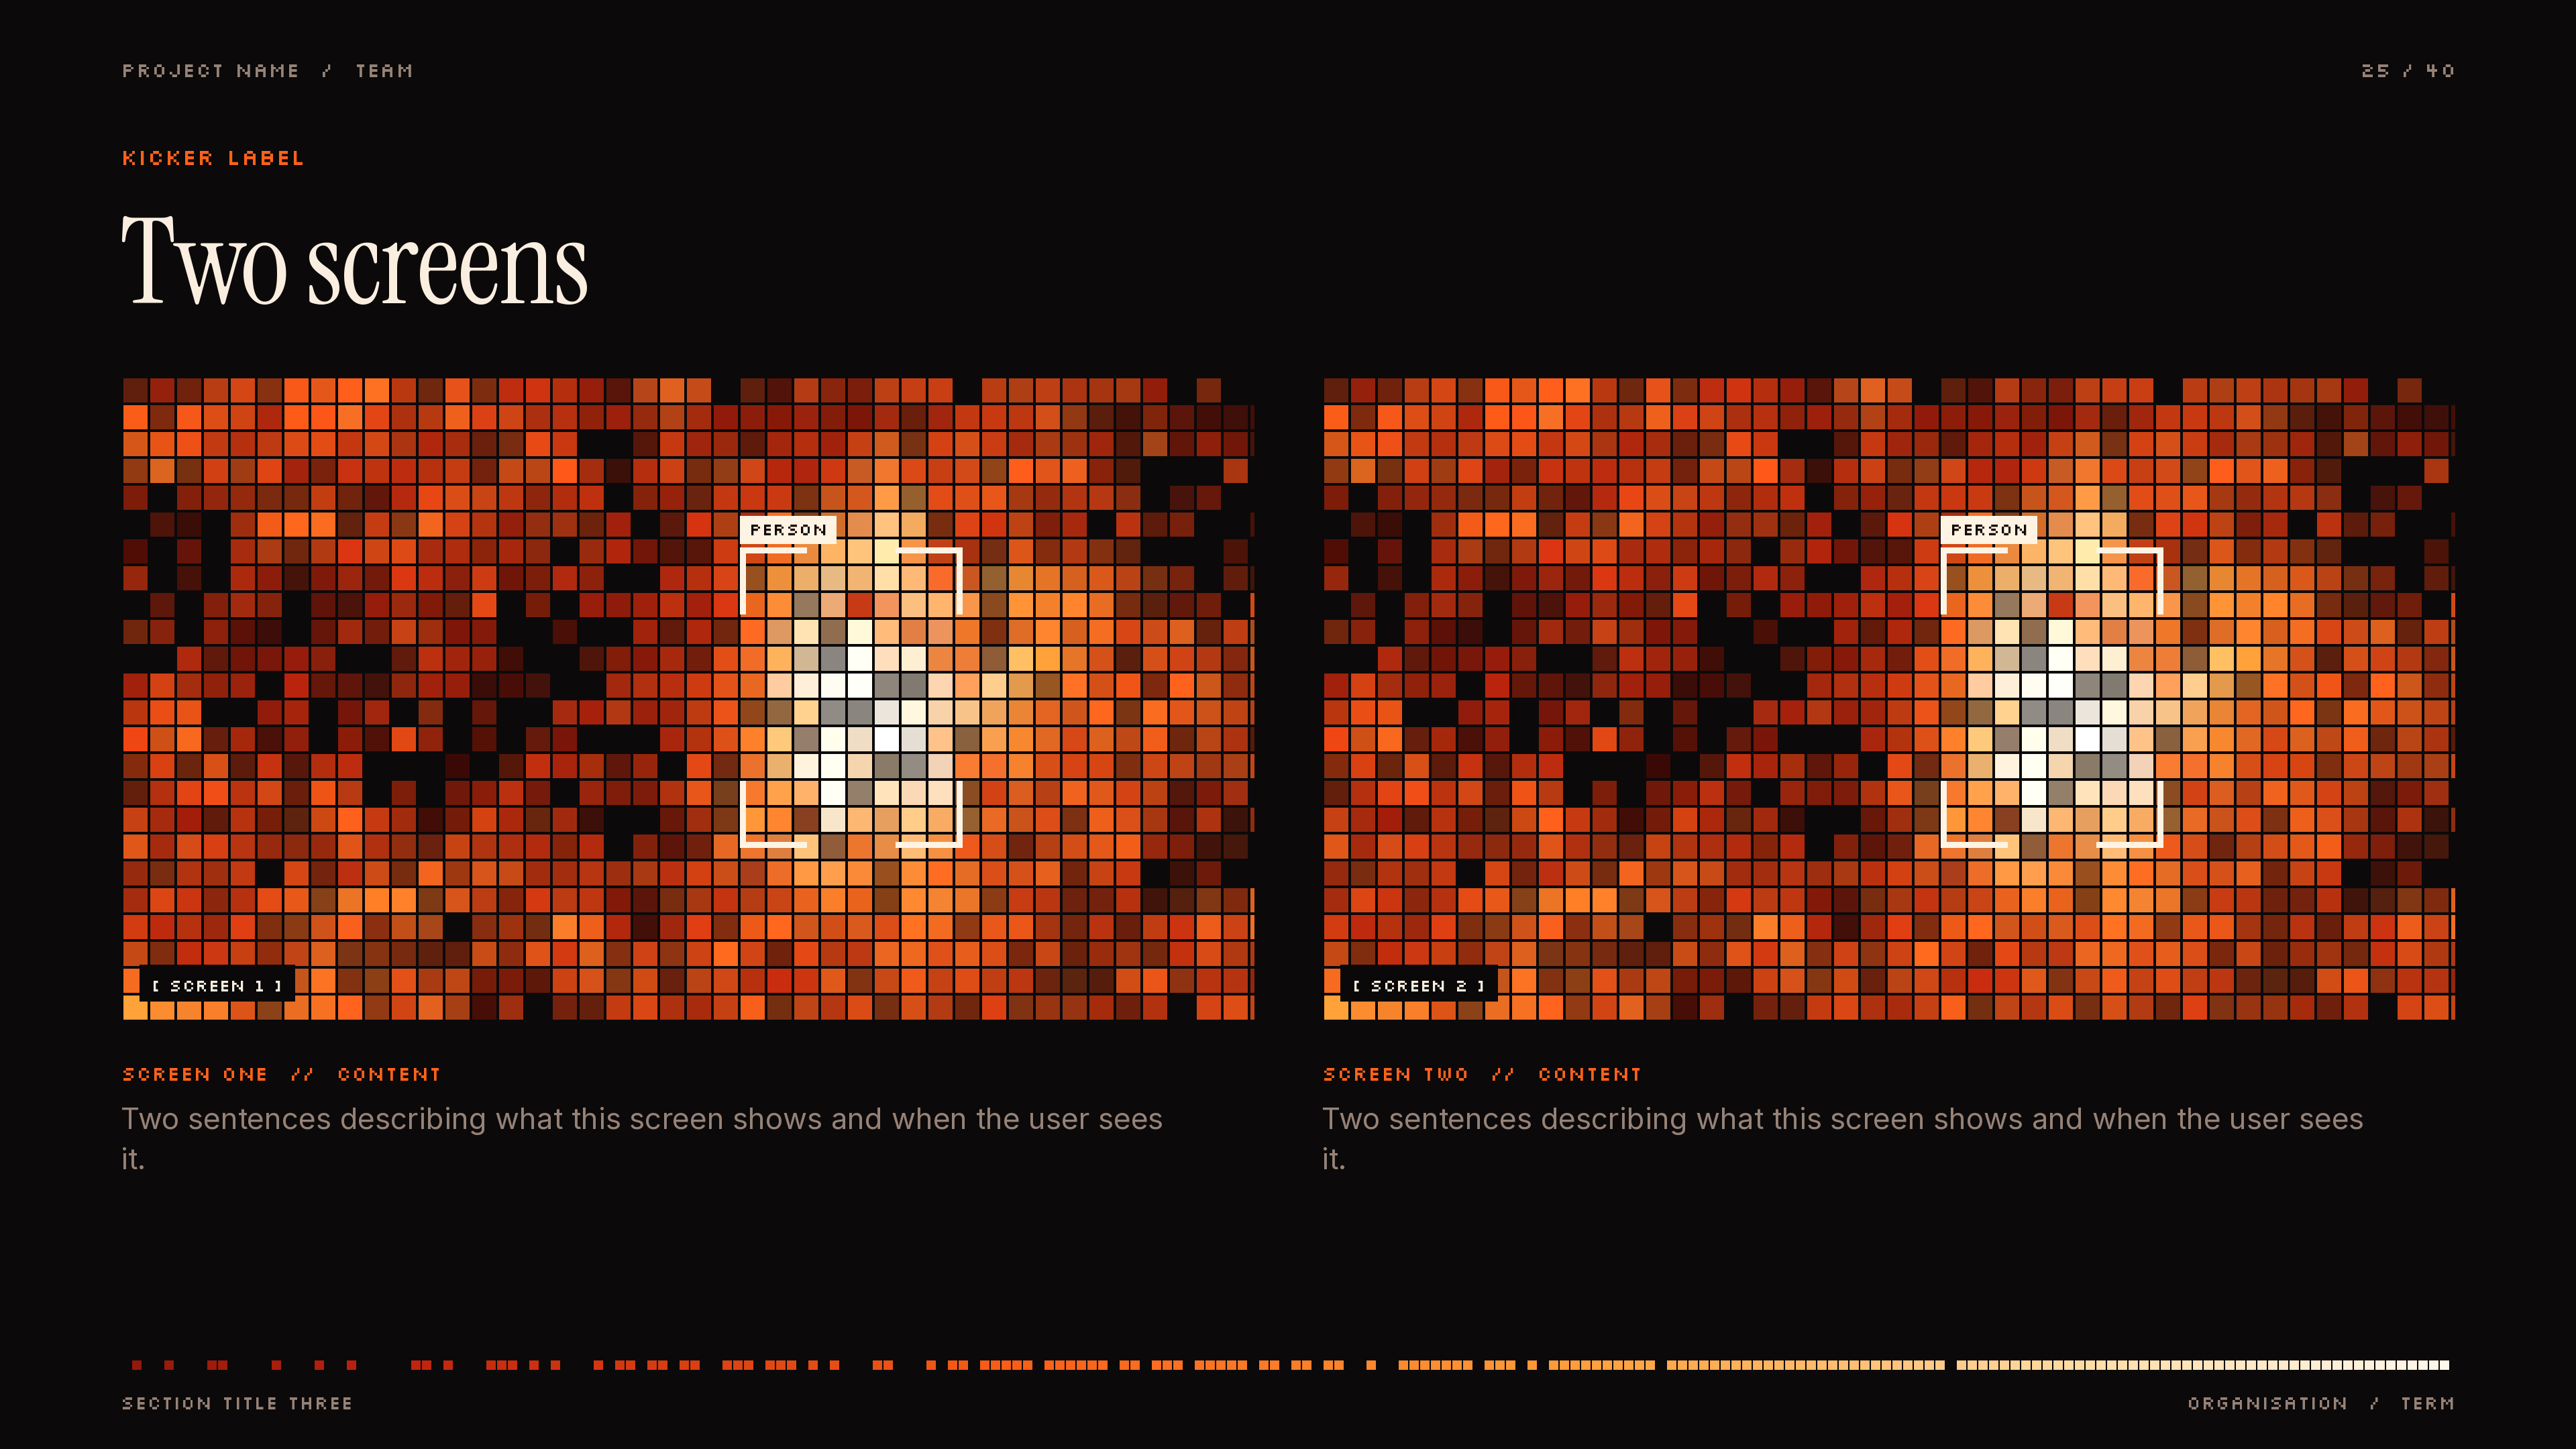 PROJECT NAME / TEAM
25 / 40
KICKER LABEL
Two screens
PERSON
PERSON
[ SCREEN 1 ]
[ SCREEN 2 ]
SCREEN ONE // CONTENT
Two sentences describing what this screen shows and when the user sees
it.
SCREEN TWO // CONTENT
Two sentences describing what this screen shows and when the user sees
it.
SECTION TITLE THREE
ORGANISATION / TERM